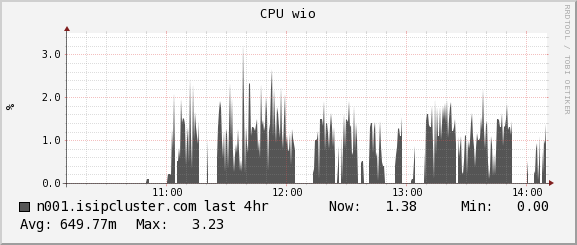 CPU wio
RRDTOOL / TOBI OETIKER
%
3.0
2.0
1.0
0.0
11:00 12:00 13:00 14:00
n001.isipcluster.com last 4hr Now: 1.38 Min: 0.00
Avg: 649.77m Max: 3.23